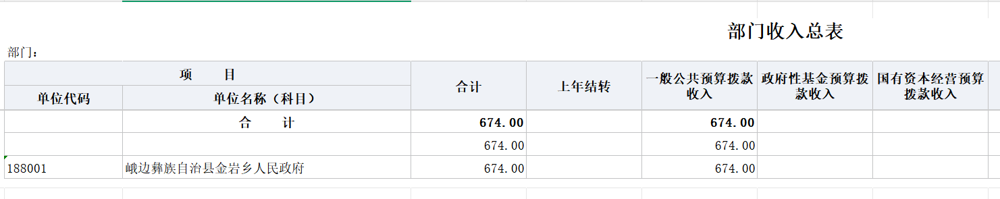 部门收入总表
部门：
项 目
合计
上年结转
一般公共预算拨款
收入
政府性基金预算拨
款收入
国有资本经营预算
拨款收入
单位代码
单位名称（科目）
合 计
674.00
674.00
674.00
674.00
188001
峨边彝族自治县金岩乡人民政府
674.00
674.00